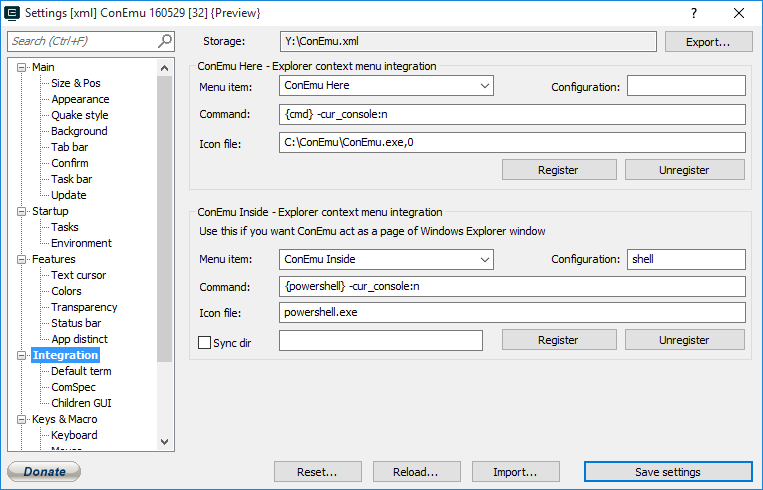 Settings [xml] ConEmu 160529 [32] {Preview}
?
Search (Ctrl+F)
Main
Size & Pos
Appearance
Quake style
Background
Tab bar
Confirm
Task bar
Update
Startup
Tasks
Environment
Features
Text cursor
Colors
Transparency
Status bar
App distinct
Integration
Default term
ComSpec
Children GUI
Keys & Macro
Keyboard
Mouse
Storage: Y:\ConEmu.xml Export...
ConEmu Here - Explorer context menu integration
Menu item: ConEmu Here Configuration:
Command: {cmd} -cur_console:n
Icon file: C:\ConEmu\ConEmu.exe,0
Register Unregister
ConEmu Inside - Explorer context menu integration
Use this if you want ConEmu act as a page of Windows Explorer window
Menu item: ConEmu Inside Configuration: shell
Command: {powershell} -cur_console:n
Icon file: powershell.exe
Sync dir Register Unregister
Donate Reset... Reload... Import... Save settings